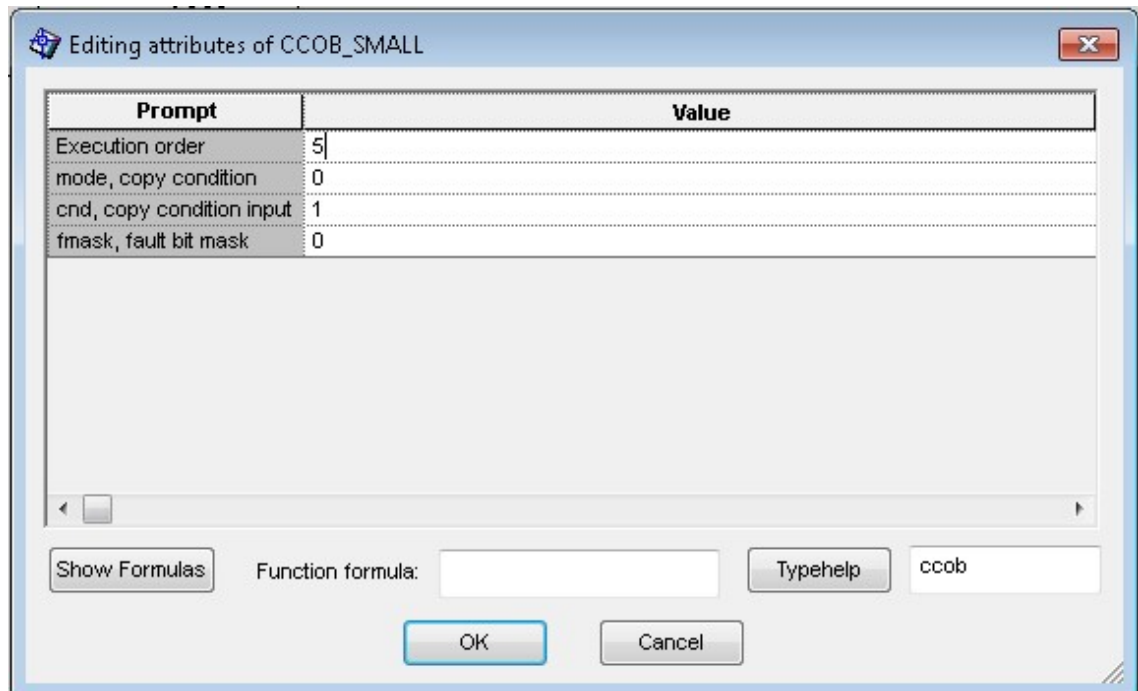 Editing attributes of CCOB_SMALL
Prompt Value
Execution order 5
mode, copy condition 0
cnd, copy condition input 1
fmask, fault bit mask 0
Show Formulas Function formula: Typehelp ccob
OK Cancel